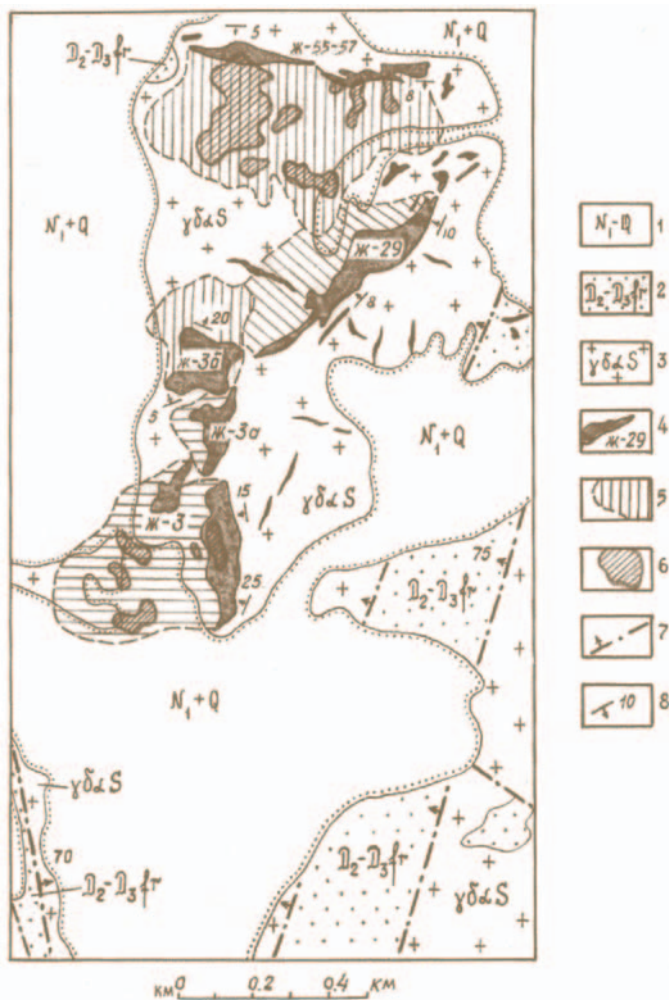 5
Ж-55-57
N₁+Q
D₂-D₃fr
8
N₁+Q
γδαS
10
Ж-29
8
20
Ж-3б
5
Ж-3а
N₁+Q
15
γδαS
Ж-3
75
25
D₂-D₃fr
N₁+Q
γδαS
70
D₂-D₃fr
D₂-D₃fr
γδαS
км 0 0.2 0.4 км
N₁-Q 1
D₂-D₃fr 2
γδαS 3
Ж-29 4
5
6
7
10 8